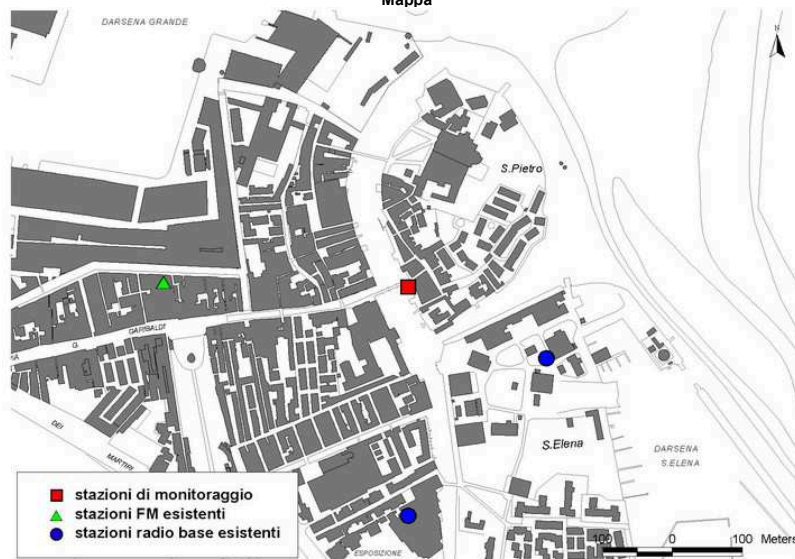 Mappa
DARSENA GRANDE
N
S.Pietro
GARIBALDI
G.
VIA
DEI
MARTIRI
S.Elena
DARSENA
S.ELENA
stazioni di monitoraggio
stazioni FM esistenti
stazioni radio base esistenti
ESPOSIZIONE
100 0 100 Meters